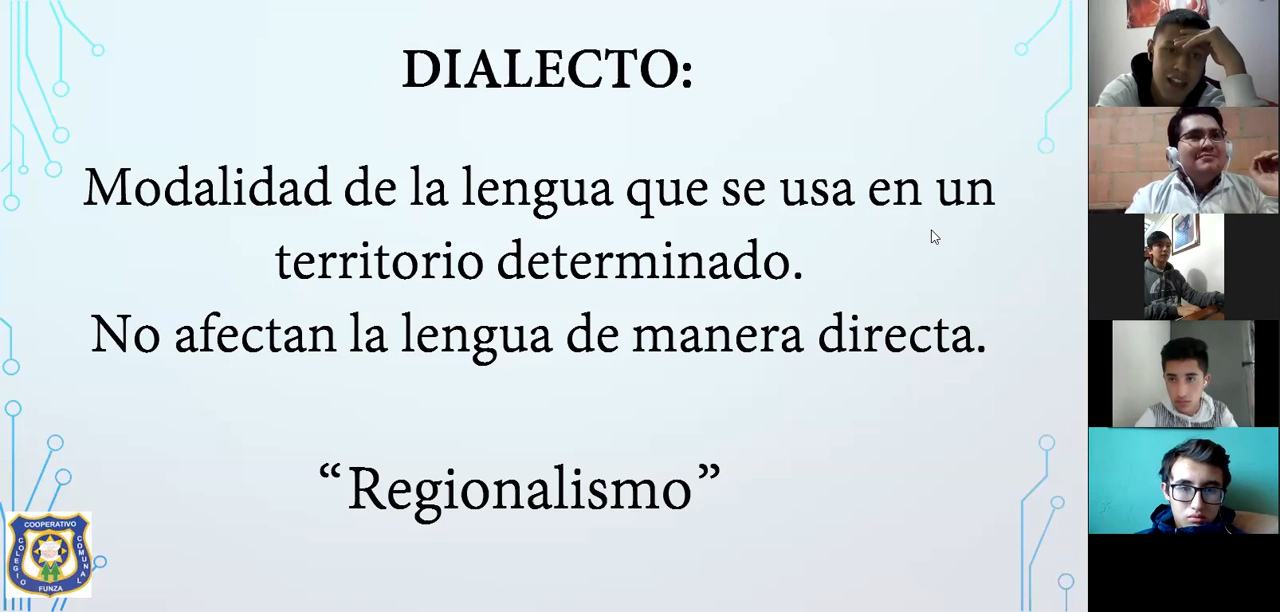 DIALECTO:
Modalidad de la lengua que se usa en un
territorio determinado.
No afectan la lengua de manera directa.
“Regionalismo”
COOPERATIVO
COLEGIO
COMUNAL
FUNZA